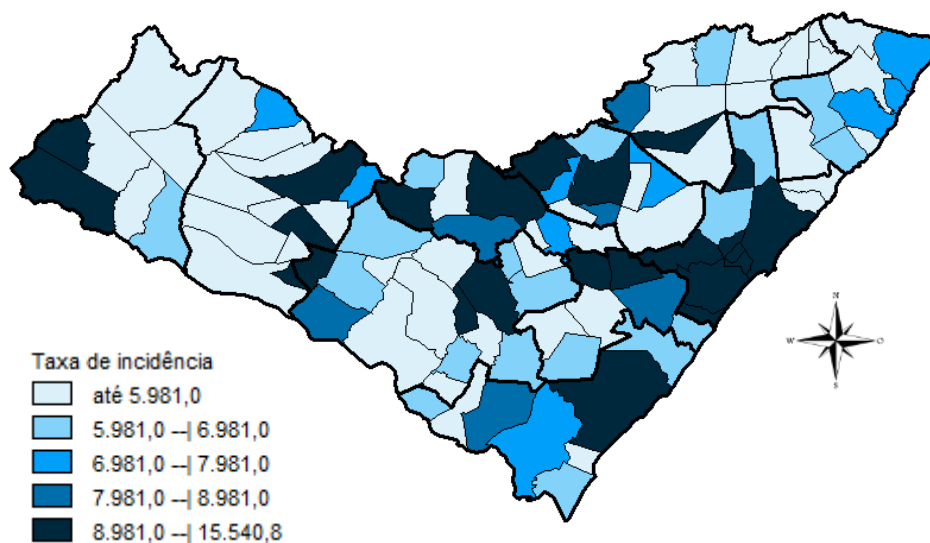 N
W
O
S
Taxa de incidência
até 5.981,0
5.981,0 --| 6.981,0
6.981,0 --| 7.981,0
7.981,0 --| 8.981,0
8.981,0 --| 15.540,8